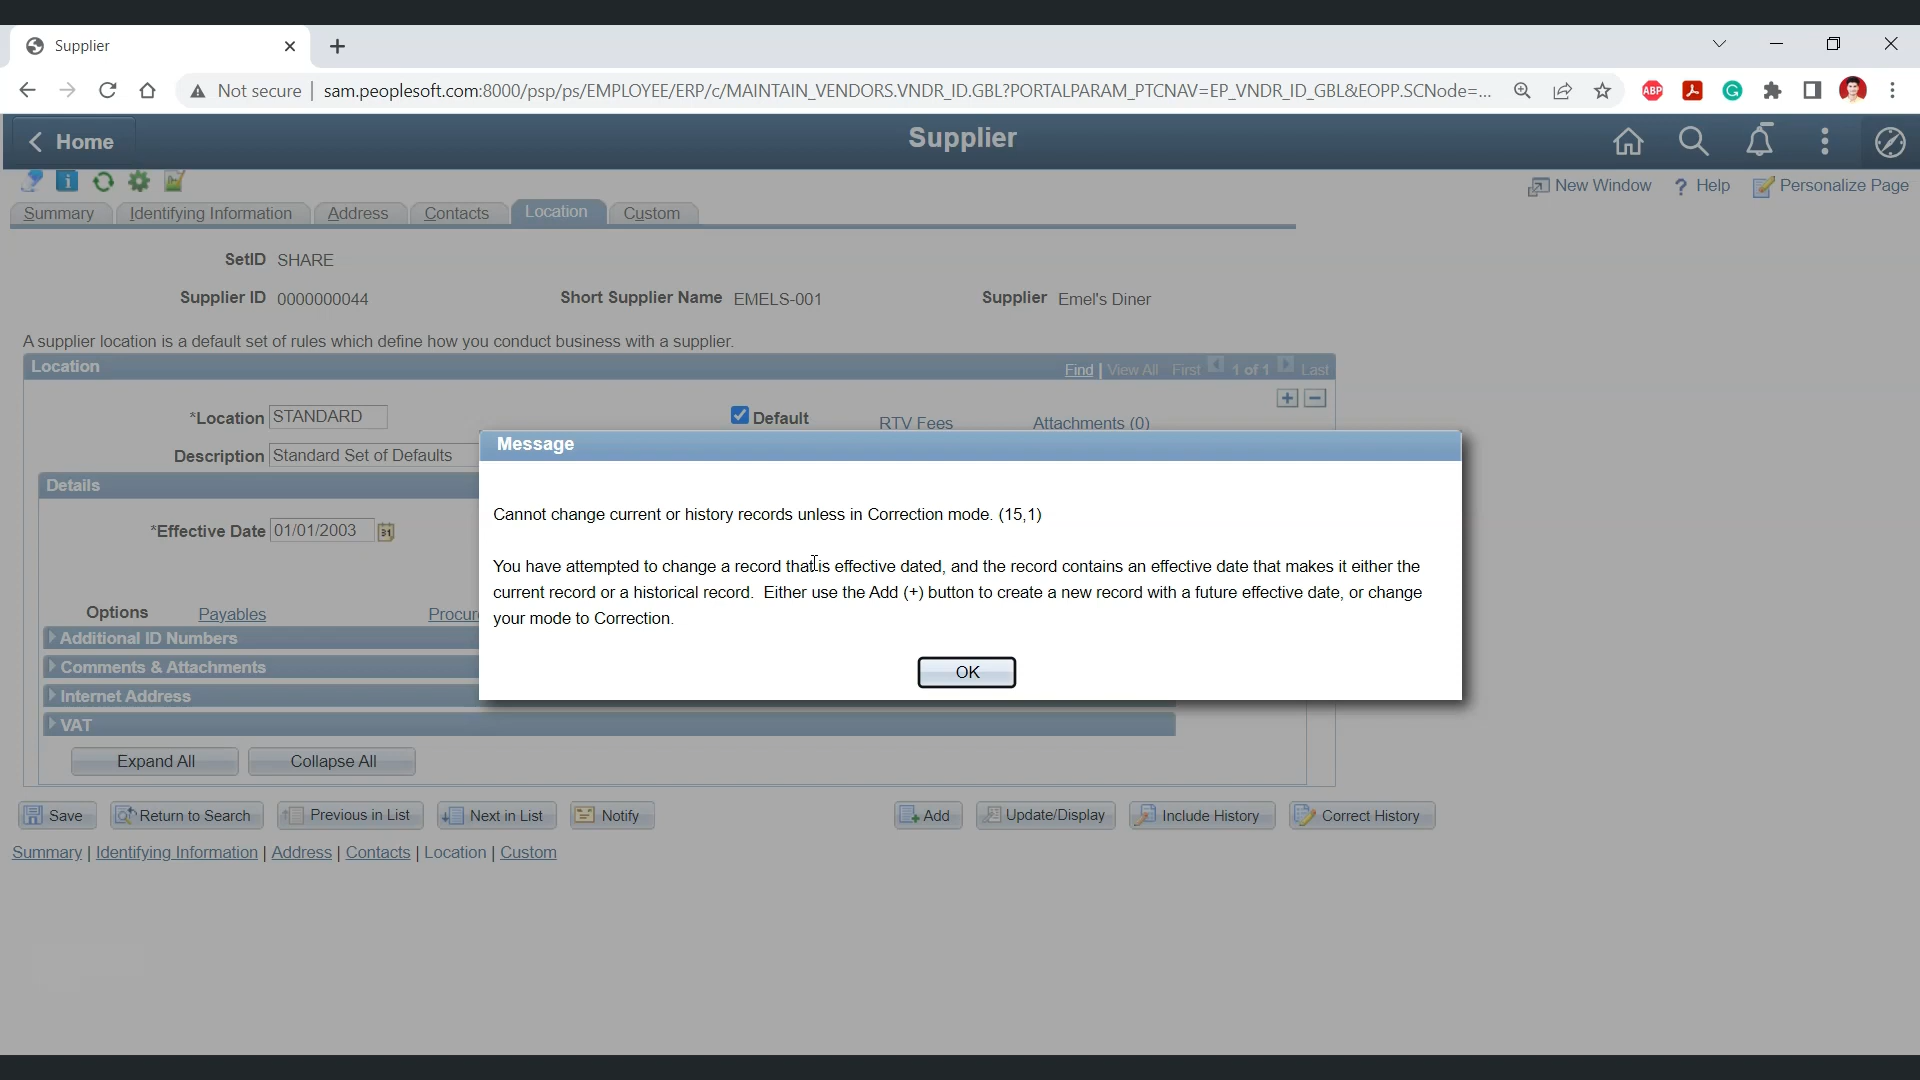 Supplier
Not secure | sam.peoplesoft.com:8000/psp/ps/EMPLOYEE/ERP/c/MAINTAIN_VENDORS.VNDR_ID.GBL?PORTALPARAM_PTCNAV=EP_VNDR_ID_GBL&EOPP.SCNode=...
ABP
Home
Supplier
New Window
? Help
Personalize Page
Summary
Identifying Information
Address
Contacts
Location
Custom
SetID SHARE
Supplier ID 0000000044
Short Supplier Name EMELS-001
Supplier Emel's Diner
A supplier location is a default set of rules which define how you conduct business with a supplier.
Location
Find | View All First 1 of 1 Last
*Location STANDARD
Default
RTV Fees
Attachments (0)
Description Standard Set of Defaults
Message
Details
Cannot change current or history records unless in Correction mode. (15,1)
*Effective Date 01/01/2003
31
You have attempted to change a record that is effective dated, and the record contains an effective date that makes it either the
current record or a historical record. Either use the Add (+) button to create a new record with a future effective date, or change
your mode to Correction.
Options
Payables
Procur
Additional ID Numbers
Comments & Attachments
OK
Internet Address
VAT
Expand All
Collapse All
Save
Return to Search
Previous in List
Next in List
Notify
Add
Update/Display
Include History
Correct History
Summary | Identifying Information | Address | Contacts | Location | Custom